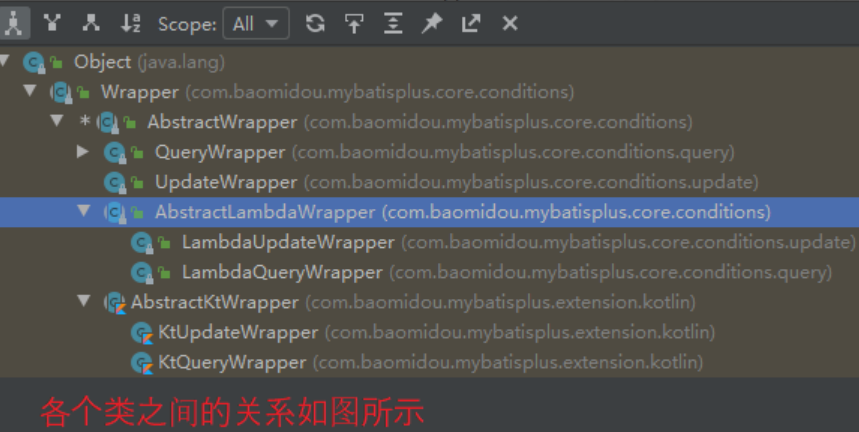 Scope: All
Object (java.lang)
Wrapper (com.baomidou.mybatisplus.core.conditions)
* AbstractWrapper (com.baomidou.mybatisplus.core.conditions)
QueryWrapper (com.baomidou.mybatisplus.core.conditions.query)
UpdateWrapper (com.baomidou.mybatisplus.core.conditions.update)
AbstractLambdaWrapper (com.baomidou.mybatisplus.core.conditions)
LambdaUpdateWrapper (com.baomidou.mybatisplus.core.conditions.update)
LambdaQueryWrapper (com.baomidou.mybatisplus.core.conditions.query)
AbstractKtWrapper (com.baomidou.mybatisplus.extension.kotlin)
KtUpdateWrapper (com.baomidou.mybatisplus.extension.kotlin)
KtQueryWrapper (com.baomidou.mybatisplus.extension.kotlin)
各个类之间的关系如图所示